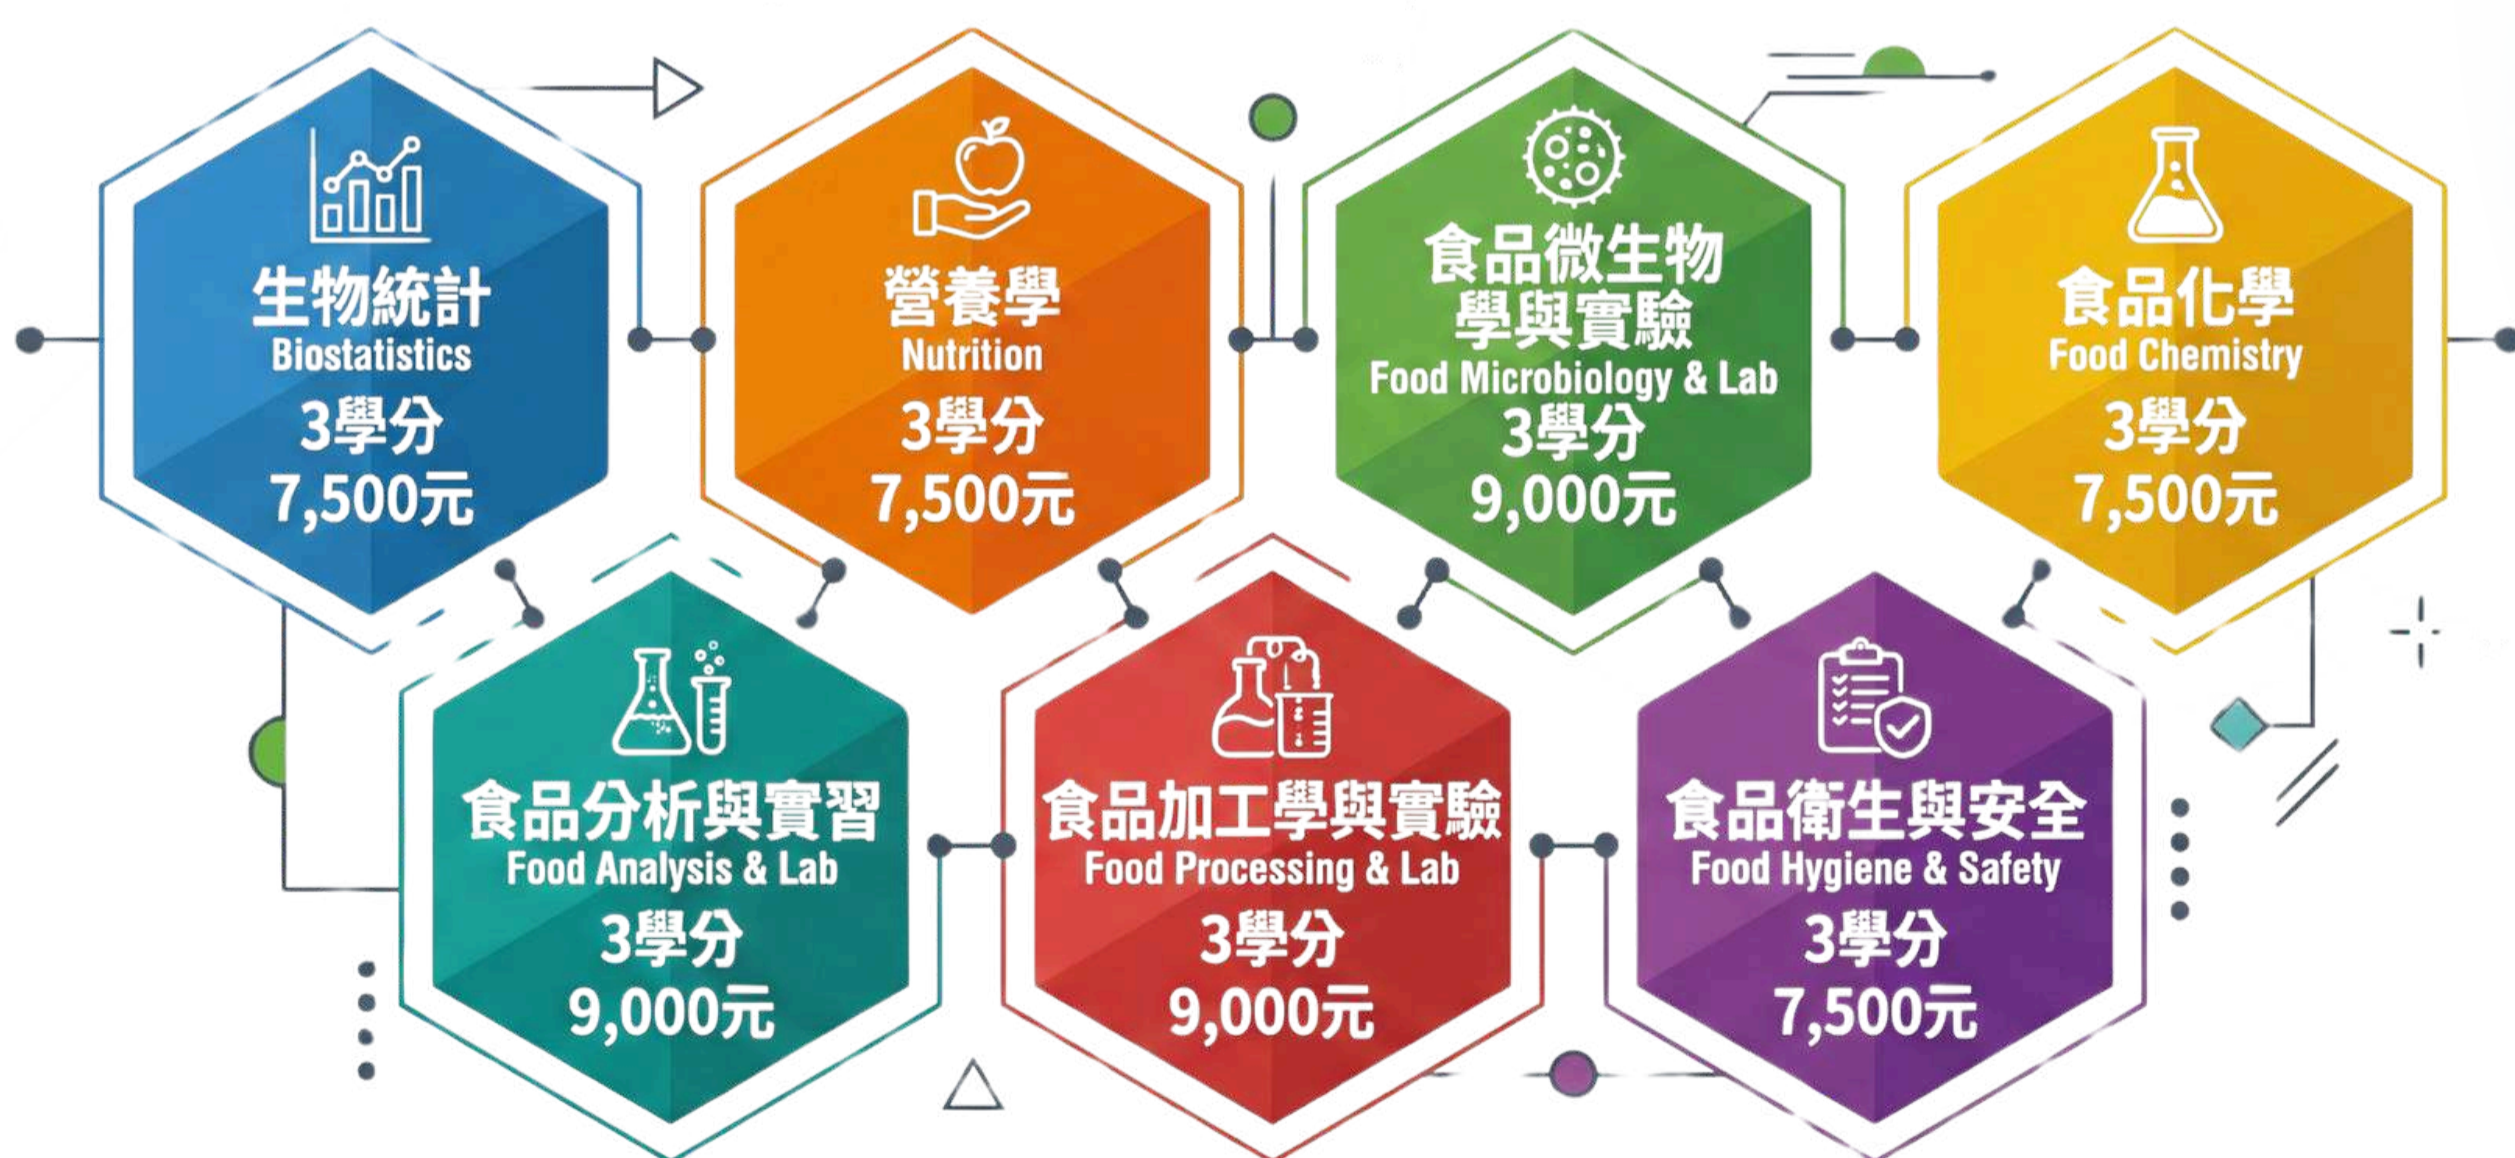 生物統計
Biostatistics
3學分
7,500元
營養學
Nutrition
3學分
7,500元
食品微生物
學與實驗
Food Microbiology & Lab
3學分
9,000元
食品化學
Food Chemistry
3學分
7,500元
食品分析與實習
Food Analysis & Lab
3學分
9,000元
食品加工學與實驗
Food Processing & Lab
3學分
9,000元
食品衛生與安全
Food Hygiene & Safety
3學分
7,500元